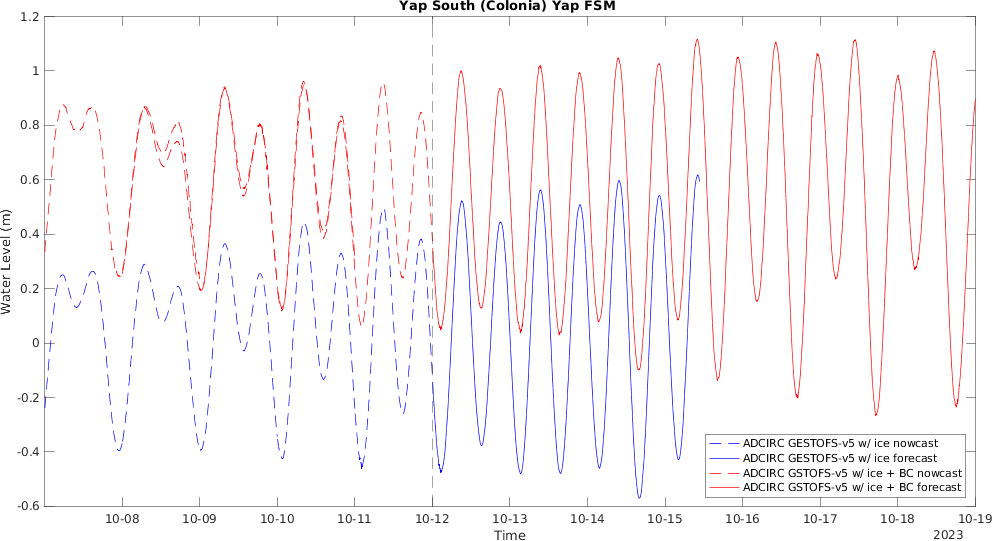 Yap South (Colonia) Yap FSM
1.2
1
0.8
0.6
0.4
0.2
0
-0.2
-0.4
-0.6
Water Level (m)
ADCIRC GESTOFS-v5 w/ ice nowcast
ADCIRC GESTOFS-v5 w/ ice forecast
ADCIRC GSTOFS-v5 w/ ice + BC nowcast
ADCIRC GSTOFS-v5 w/ ice + BC forecast
10-08 10-09 10-10 10-11 10-12 10-13 10-14 10-15 10-16 10-17 10-18 10-19
Time
2023